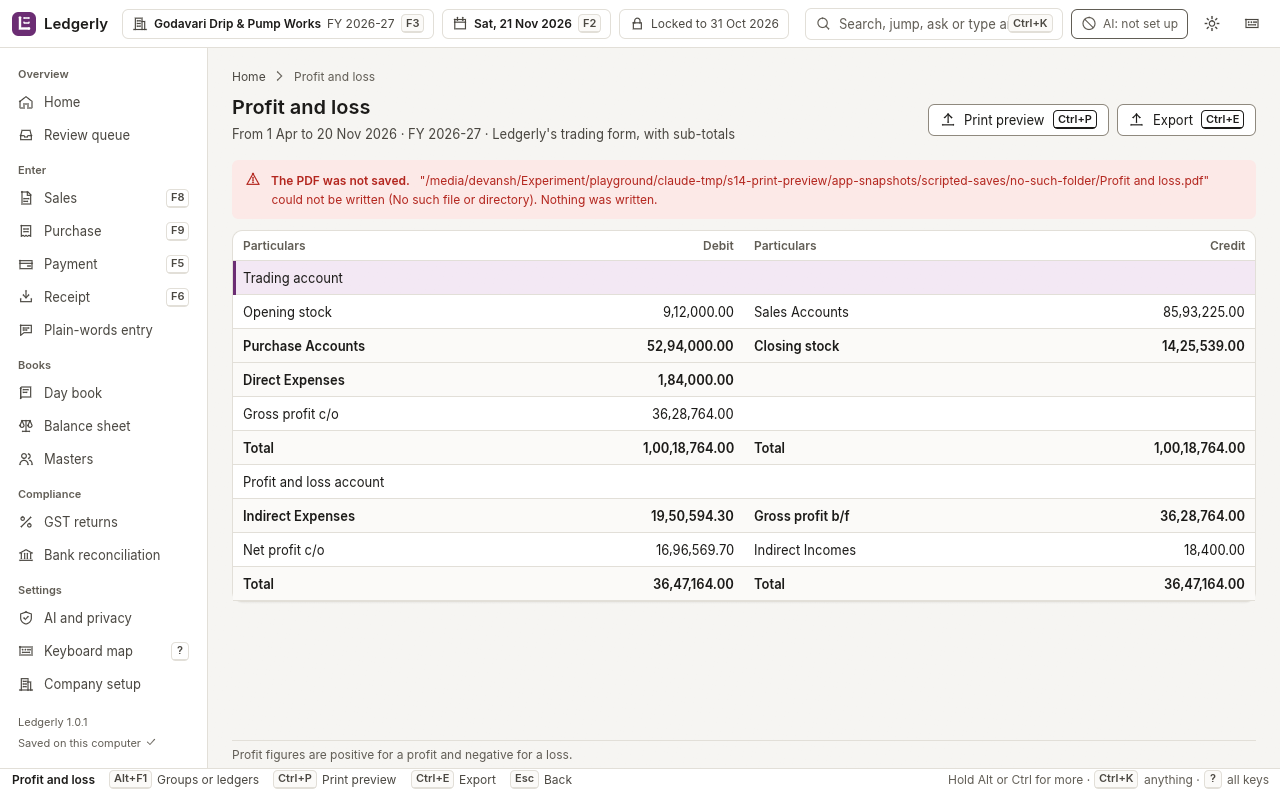 Ledgerly
Godavari Drip & Pump Works FY 2026-27 F3
Sat, 21 Nov 2026 F2
Locked to 31 Oct 2026
Search, jump, ask or type a Ctrl+K
AI: not set up
Overview
Home
Review queue
Enter
Sales F8
Purchase F9
Payment F5
Receipt F6
Plain-words entry
Books
Day book
Balance sheet
Masters
Compliance
GST returns
Bank reconciliation
Settings
AI and privacy
Keyboard map ?
Company setup
Ledgerly 1.0.1
Saved on this computer
Home Profit and loss
Profit and loss
From 1 Apr to 20 Nov 2026 · FY 2026-27 · Ledgerly's trading form, with sub-totals
Print preview Ctrl+P
Export Ctrl+E
The PDF was not saved. "/media/devansh/Experiment/playground/claude-tmp/s14-print-preview/app-snapshots/scripted-saves/no-such-folder/Profit and loss.pdf"
could not be written (No such file or directory). Nothing was written.
Particulars Debit Particulars Credit
Trading account
Opening stock 9,12,000.00 Sales Accounts 85,93,225.00
Purchase Accounts 52,94,000.00 Closing stock 14,25,539.00
Direct Expenses 1,84,000.00
Gross profit c/o 36,28,764.00
Total 1,00,18,764.00 Total 1,00,18,764.00
Profit and loss account
Indirect Expenses 19,50,594.30 Gross profit b/f 36,28,764.00
Net profit c/o 16,96,569.70 Indirect Incomes 18,400.00
Total 36,47,164.00 Total 36,47,164.00
Profit figures are positive for a profit and negative for a loss.
Profit and loss Alt+F1 Groups or ledgers Ctrl+P Print preview Ctrl+E Export Esc Back
Hold Alt or Ctrl for more · Ctrl+K anything · ? all keys